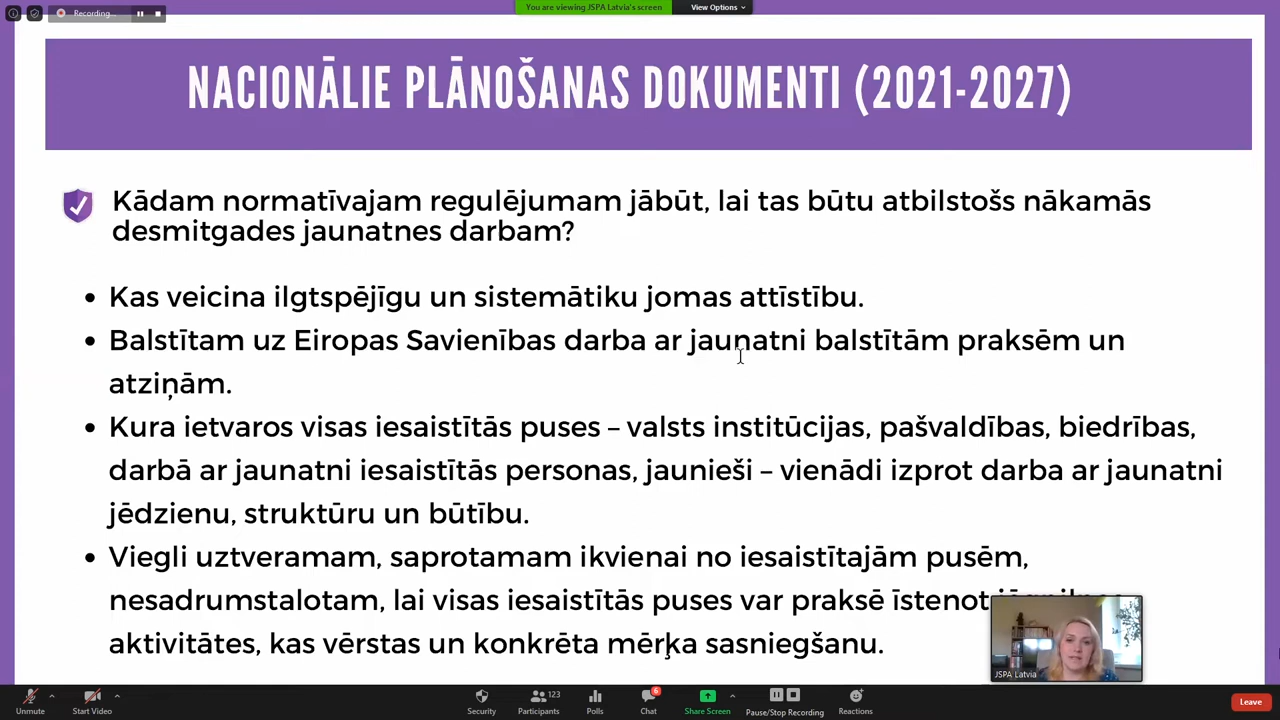 Recording...
You are viewing JSPA Latvia's screen
View Options
NACIONĀLIE PLĀNOŠANAS DOKUMENTI (2021-2027)
Kādam normatīvajam regulējumam jābūt, lai tas būtu atbilstošs nākamās
desmitgades jaunatnes darbam?
Kas veicina ilgtspējīgu un sistemātiku jomas attīstību.
Balstītam uz Eiropas Savienības darba ar jaunatni balstītām praksēm un
atziņām.
Kura ietvaros visas iesaistītās puses – valsts institūcijas, pašvaldības, biedrības,
darbā ar jaunatni iesaistītās personas, jaunieši – vienādi izprot darba ar jaunatni
jēdzienu, struktūru un būtību.
Viegli uztveramam, saprotamam ikvienai no iesaistītajām pusēm,
nesadrumstalotam, lai visas iesaistītās puses var praksē īstenot
aktivitātes, kas vērstas un konkrēta mērķa sasniegšanu.
JSPA Latvia
Unmute
Start Video
Security
Participants
123
Polls
Chat
6
Share Screen
Pause/Stop Recording
Reactions
Leave